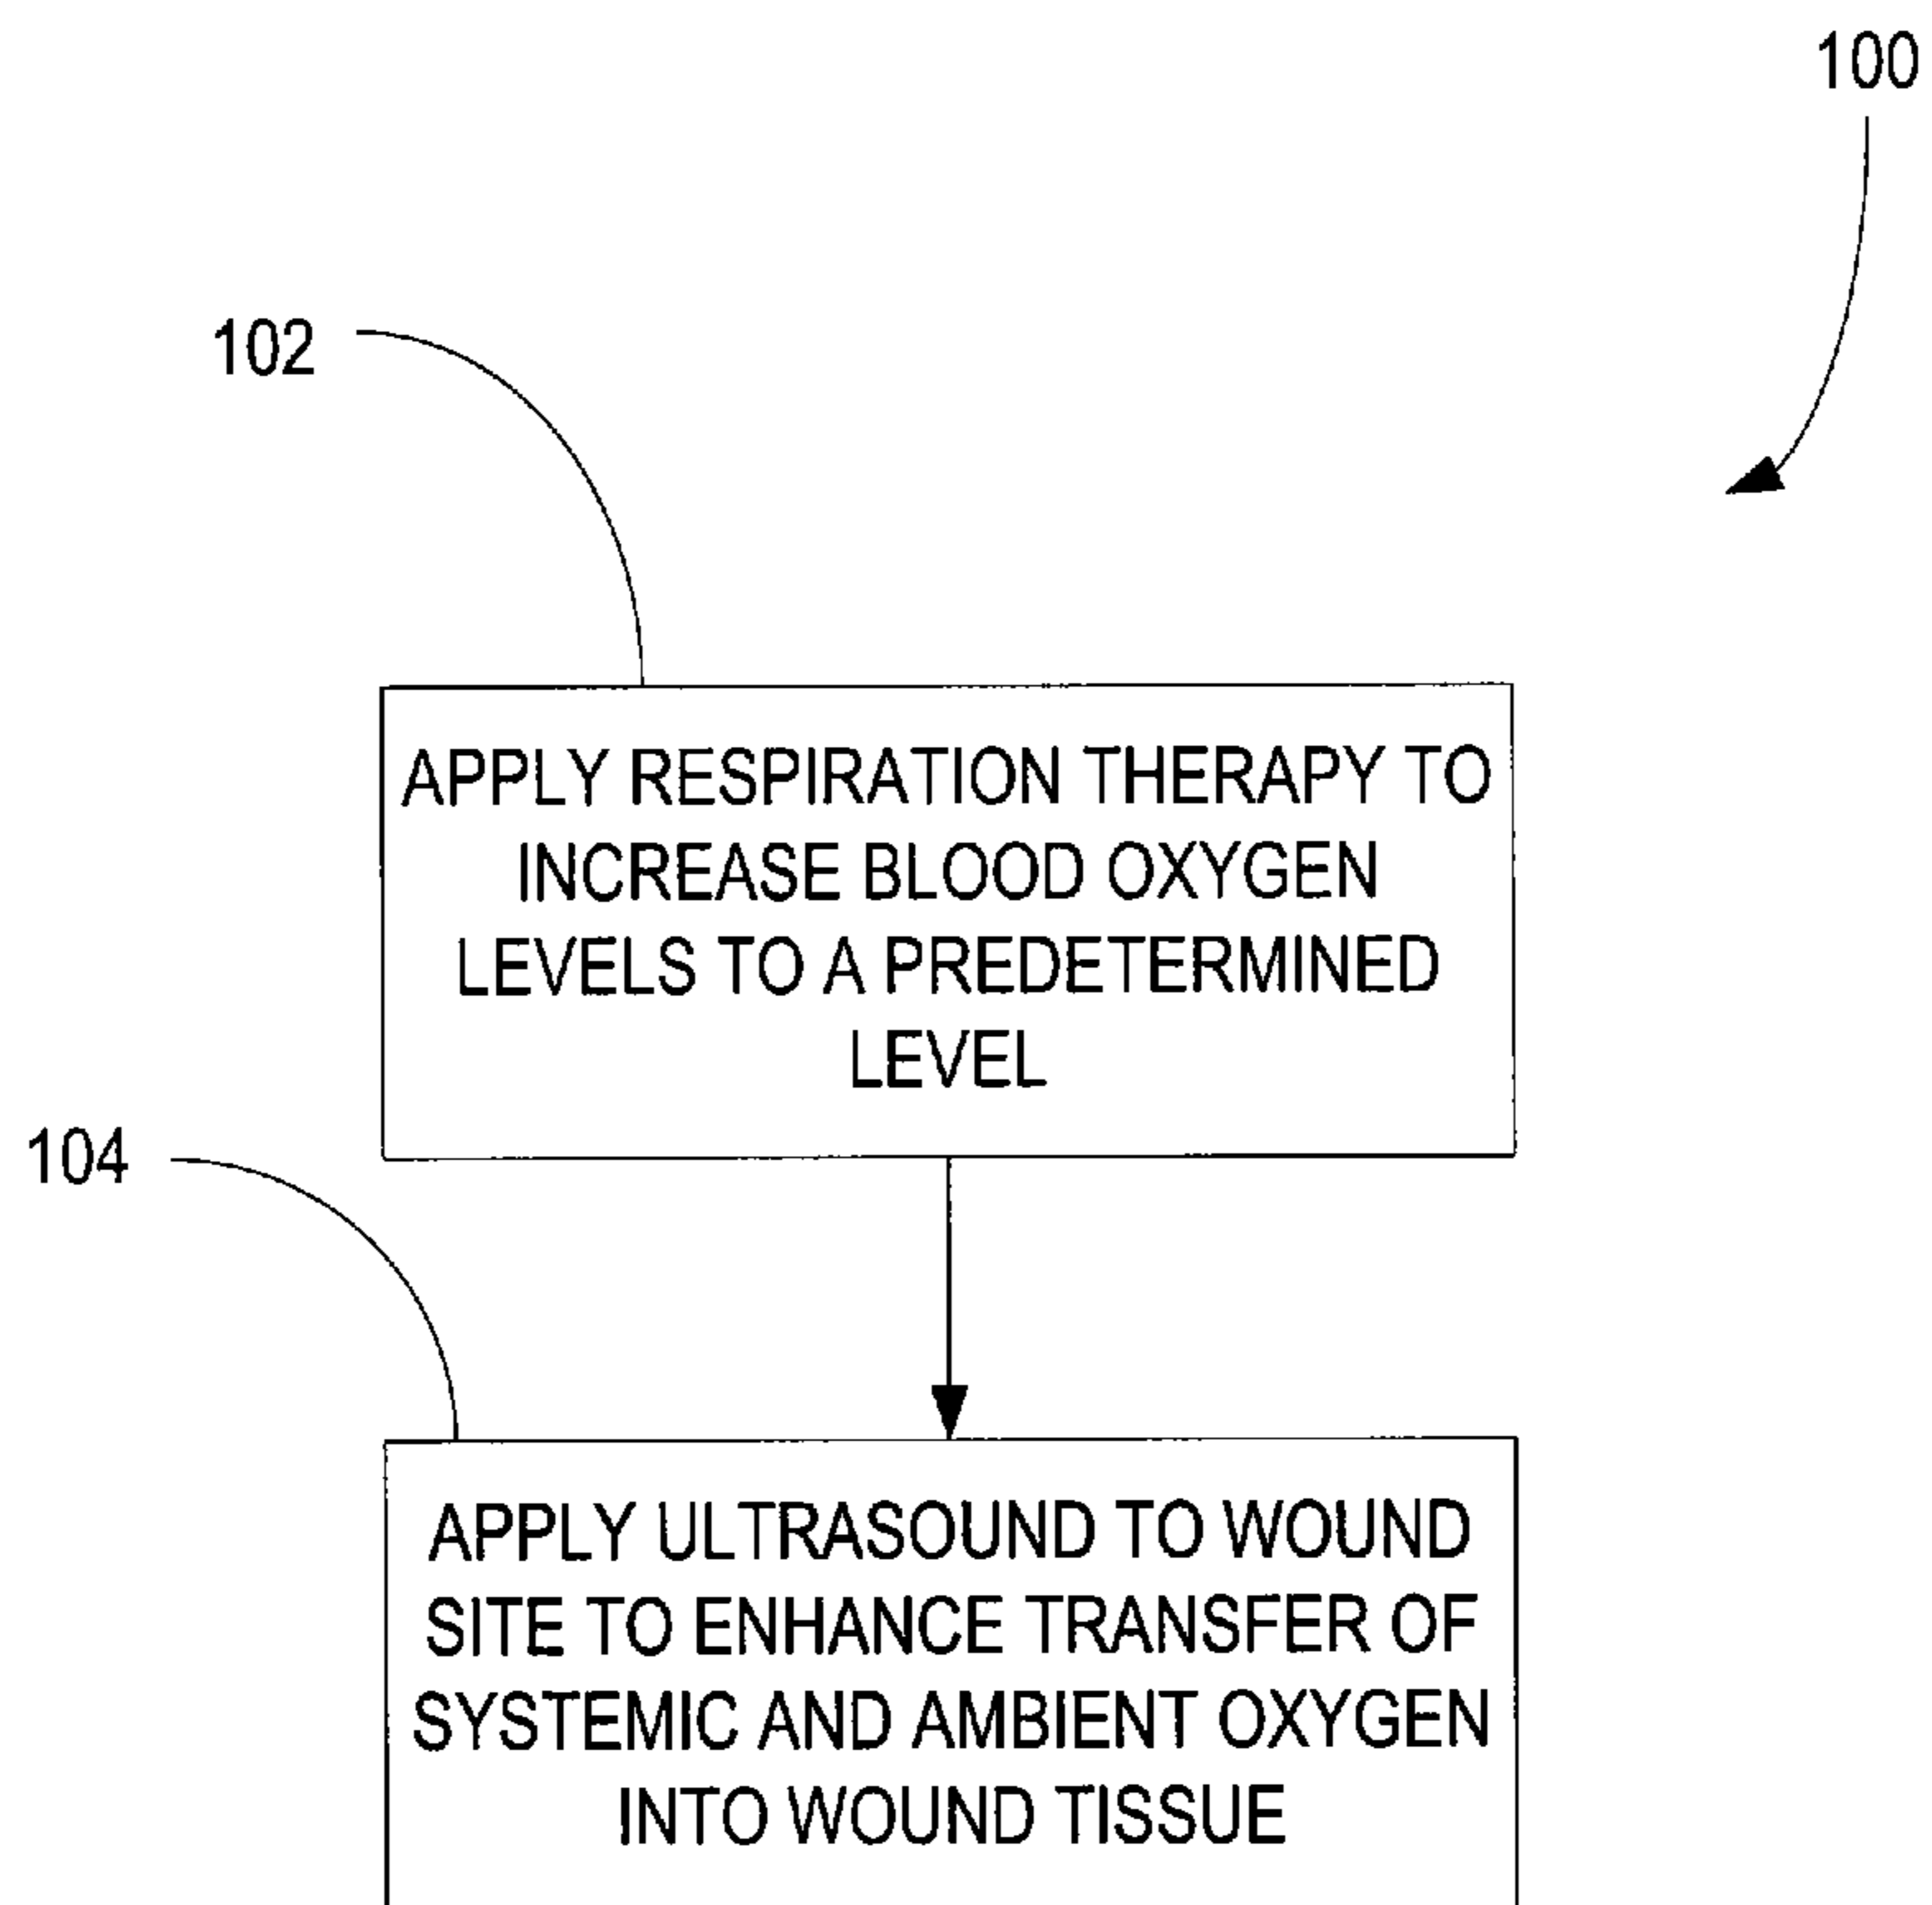 100
102
APPLY RESPIRATION THERAPY TO
INCREASE BLOOD OXYGEN
LEVELS TO A PREDETERMINED
LEVEL
104
APPLY ULTRASOUND TO WOUND
SITE TO ENHANCE TRANSFER OF
SYSTEMIC AND AMBIENT OXYGEN
INTO WOUND TISSUE